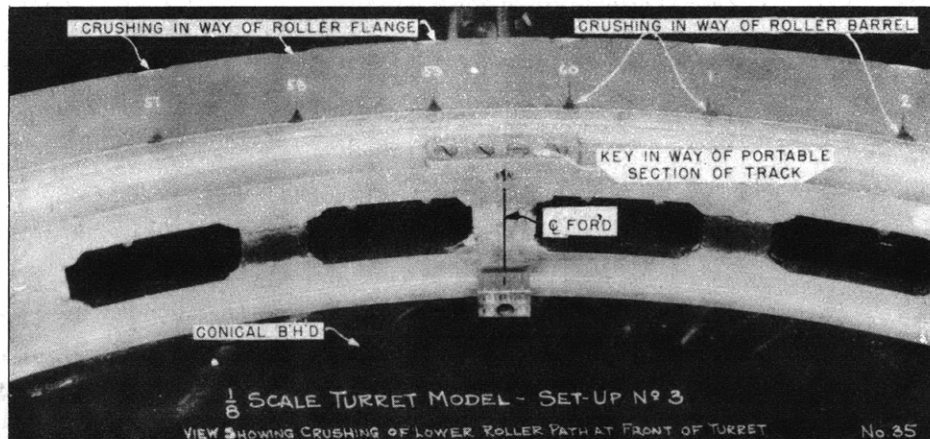 CRUSHING IN WAY OF ROLLER FLANGE
CRUSHING IN WAY OF ROLLER BARREL
57 58 59 60 1 2
KEY IN WAY OF PORTABLE
SECTION OF TRACK
℄ FOR'D
CONICAL B'H'D
1/8 SCALE TURRET MODEL - SET-UP Nº 3
VIEW SHOWING CRUSHING OF LOWER ROLLER PATH AT FRONT OF TURRET
No 35